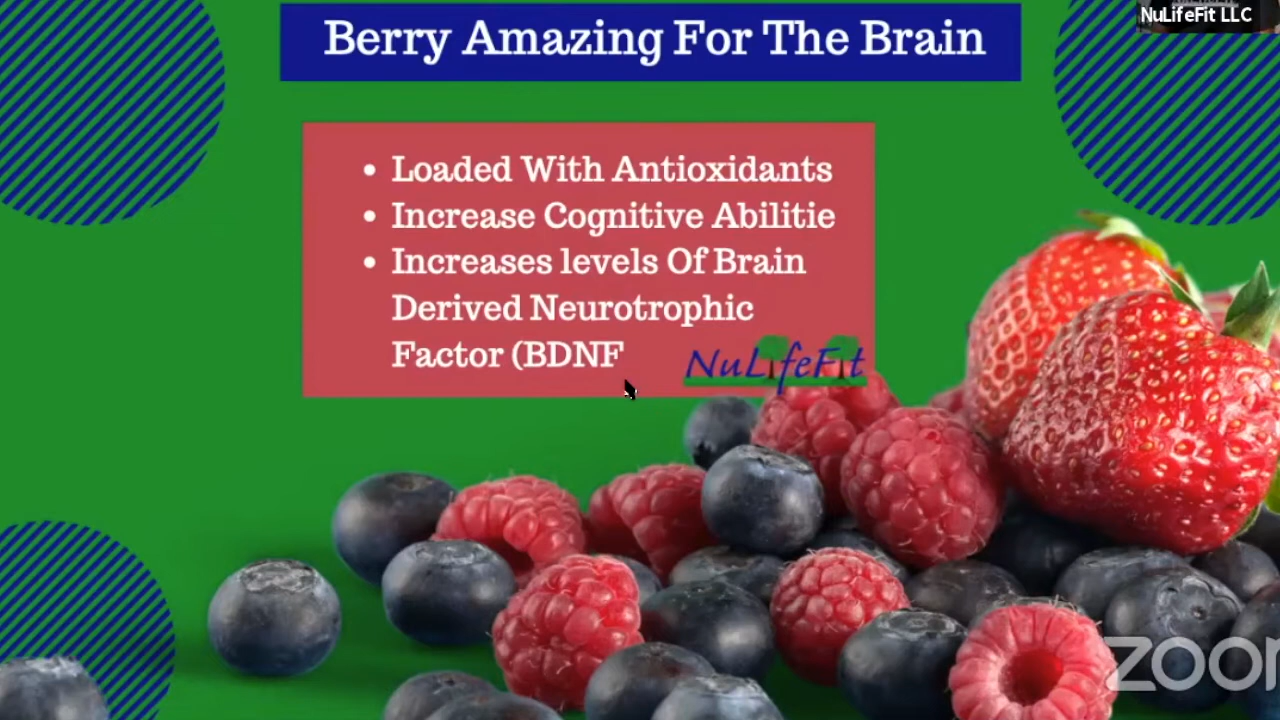 NuLifeFit LLC
Berry Amazing For The Brain
• Loaded With Antioxidants
• Increase Cognitive Abilitie
• Increases levels Of Brain
Derived Neurotrophic
Factor (BDNF
NuLifeFit
zoom